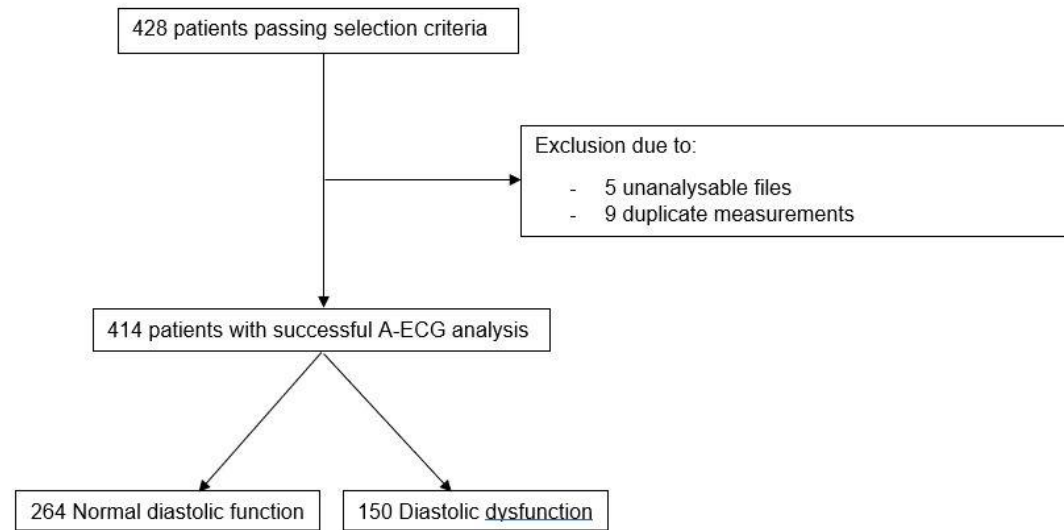 428 patients passing selection criteria
Exclusion due to:
- 5 unanalysable files
- 9 duplicate measurements
414 patients with successful A-ECG analysis
264 Normal diastolic function
150 Diastolic dysfunction